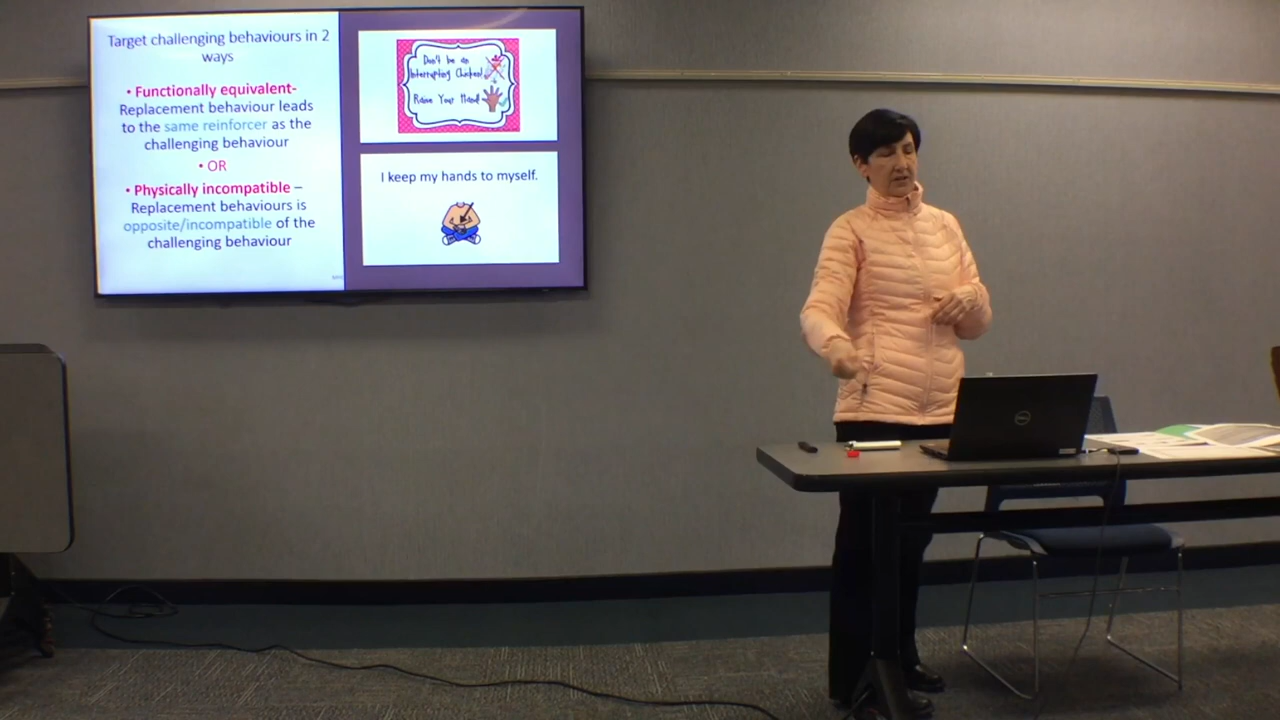 Target challenging behaviours in 2
ways
• Functionally equivalent-
Replacement behaviour leads
to the same reinforcer as the
challenging behaviour
• OR
• Physically incompatible –
Replacement behaviours is
opposite/incompatible of the
challenging behaviour
Don't be an
Interrupting Chicken!
Raise Your Hand!
I keep my hands to myself.
DELL